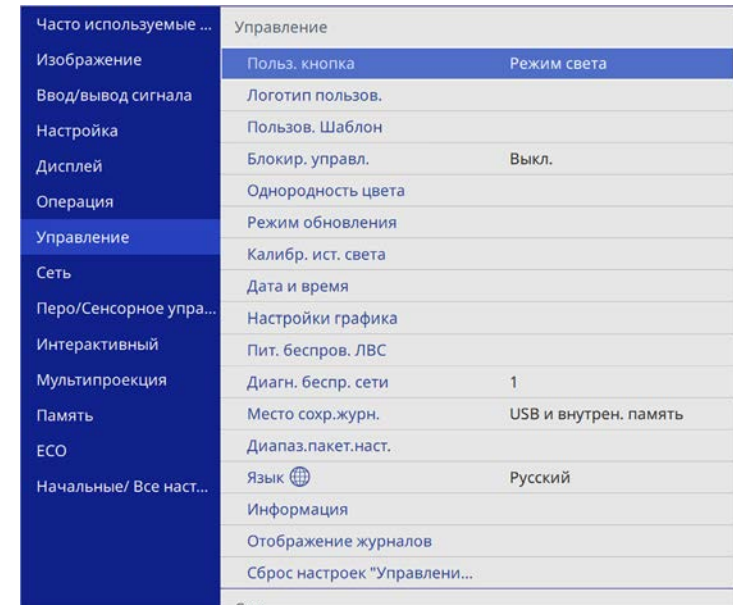 Часто используемые ...
Изображение
Ввод/вывод сигнала
Настройка
Дисплей
Операция
Управление
Сеть
Перо/Сенсорное упра...
Интерактивный
Мультипроекция
Память
ECO
Начальные/ Все наст...
Управление
Польз. кнопка Режим света
Логотип пользов.
Пользов. Шаблон
Блокир. управл. Выкл.
Однородность цвета
Режим обновления
Калибр. ист. света
Дата и время
Настройки графика
Пит. беспров. ЛВС
Диагн. беспр. сети 1
Место сохр.журн. USB и внутрен. память
Диапаз.пакет.наст.
Язык Русский
Информация
Отображение журналов
Сброс настроек "Управлени...